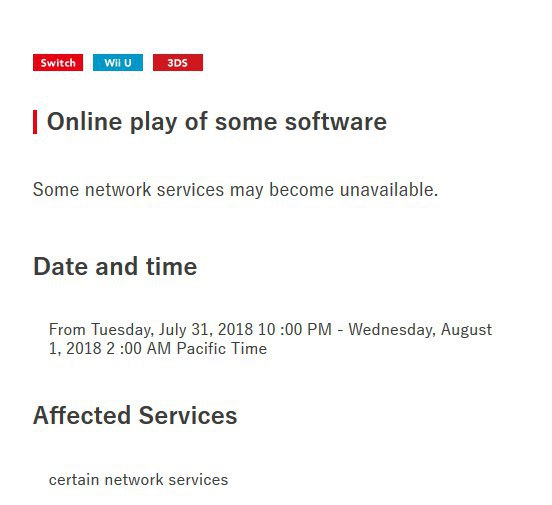 Switch Wii U 3DS
Online play of some software
Some network services may become unavailable.
Date and time
From Tuesday, July 31, 2018 10 :00 PM - Wednesday, August
1, 2018 2 :00 AM Pacific Time
Affected Services
certain network services